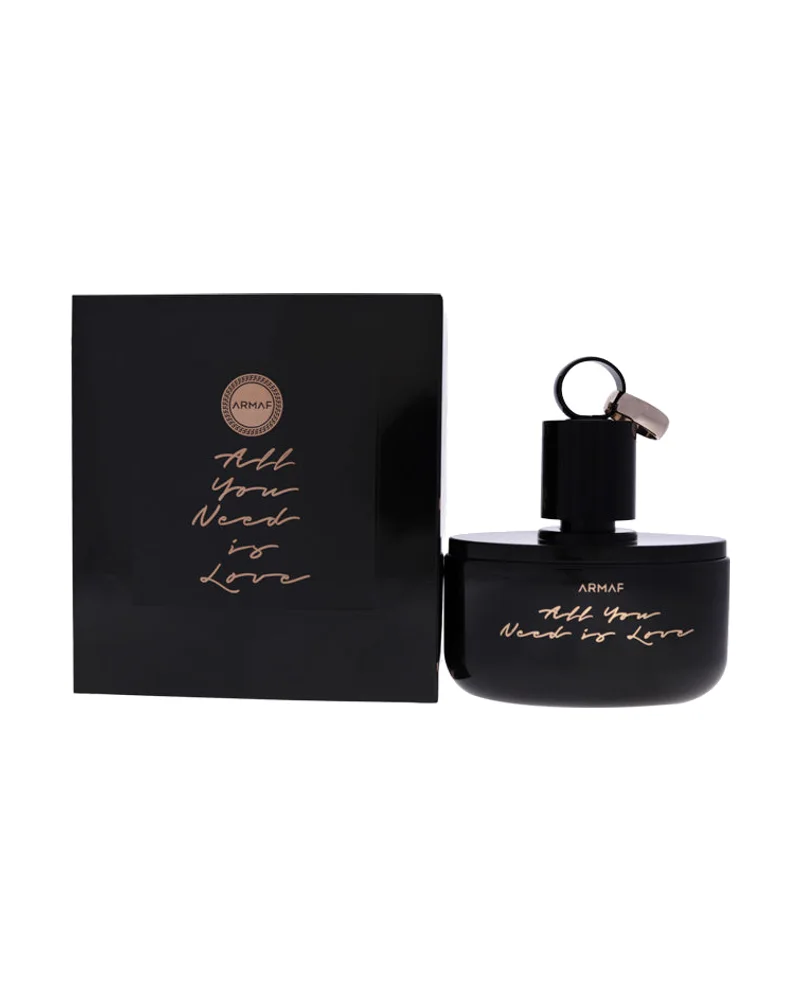 ARMAF
All
You
Need
is
Love
ARMAF
All You
Need is Love